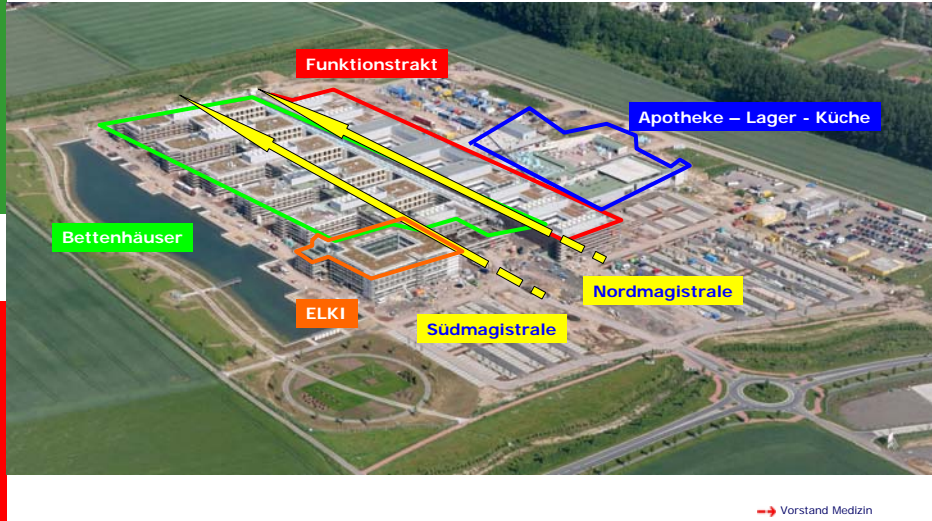 Funktionstrakt
Apotheke – Lager - Küche
Bettenhäuser
Nordmagistrale
ELKI
Südmagistrale
Vorstand Medizin